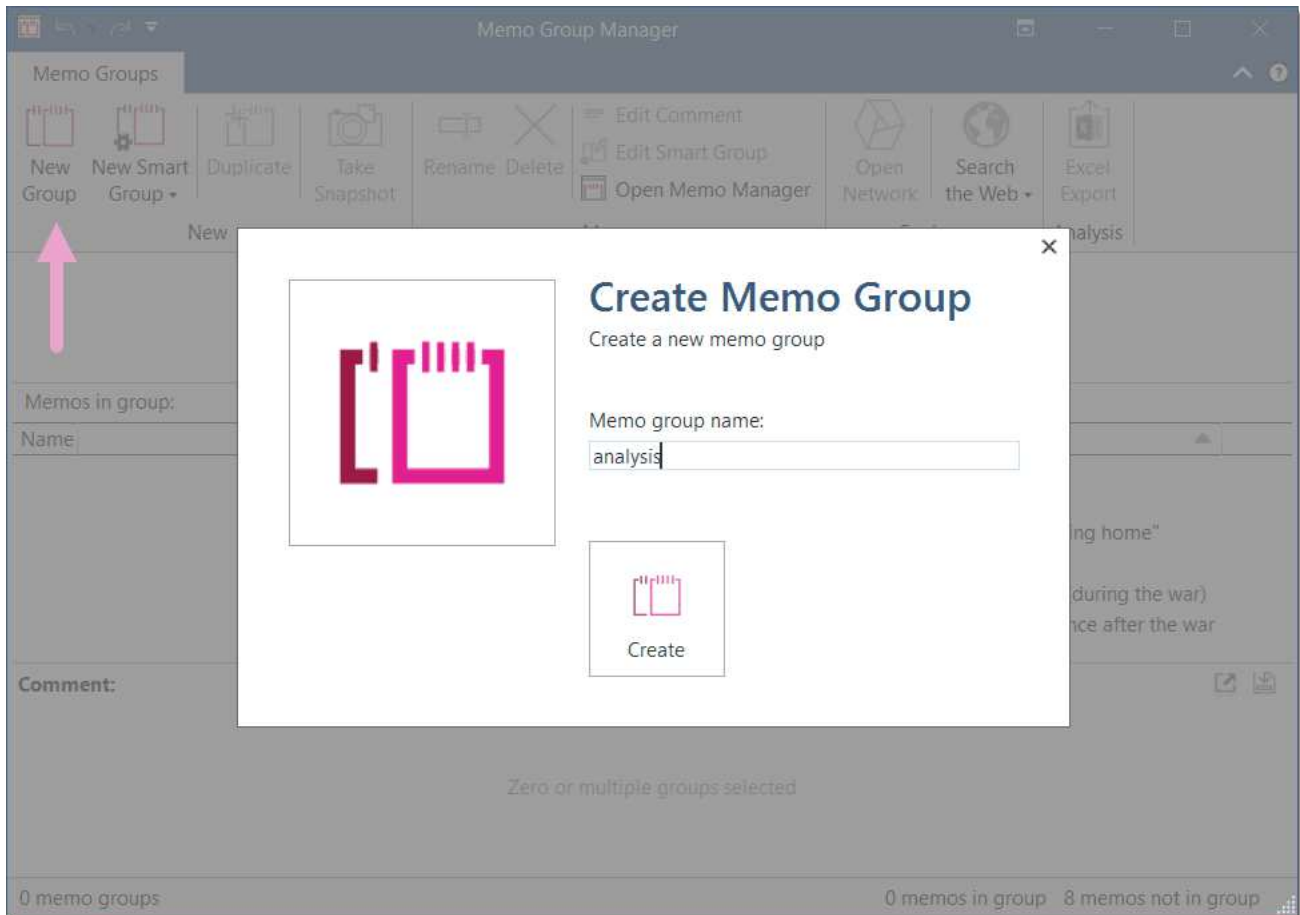 Memo Group Manager
Memo Groups
New Group
New Smart Group
Duplicate
Take Snapshot
Rename
Delete
Edit Comment
Edit Smart Group
Open Memo Manager
Open Network
Search the Web
Excel Export
New
Analysis
Create Memo Group
Create a new memo group
Memo group name:
analysis
Create
Memos in group:
Name
ing home"
during the war)
nce after the war
Comment:
Zero or multiple groups selected
0 memo groups
0 memos in group 8 memos not in group